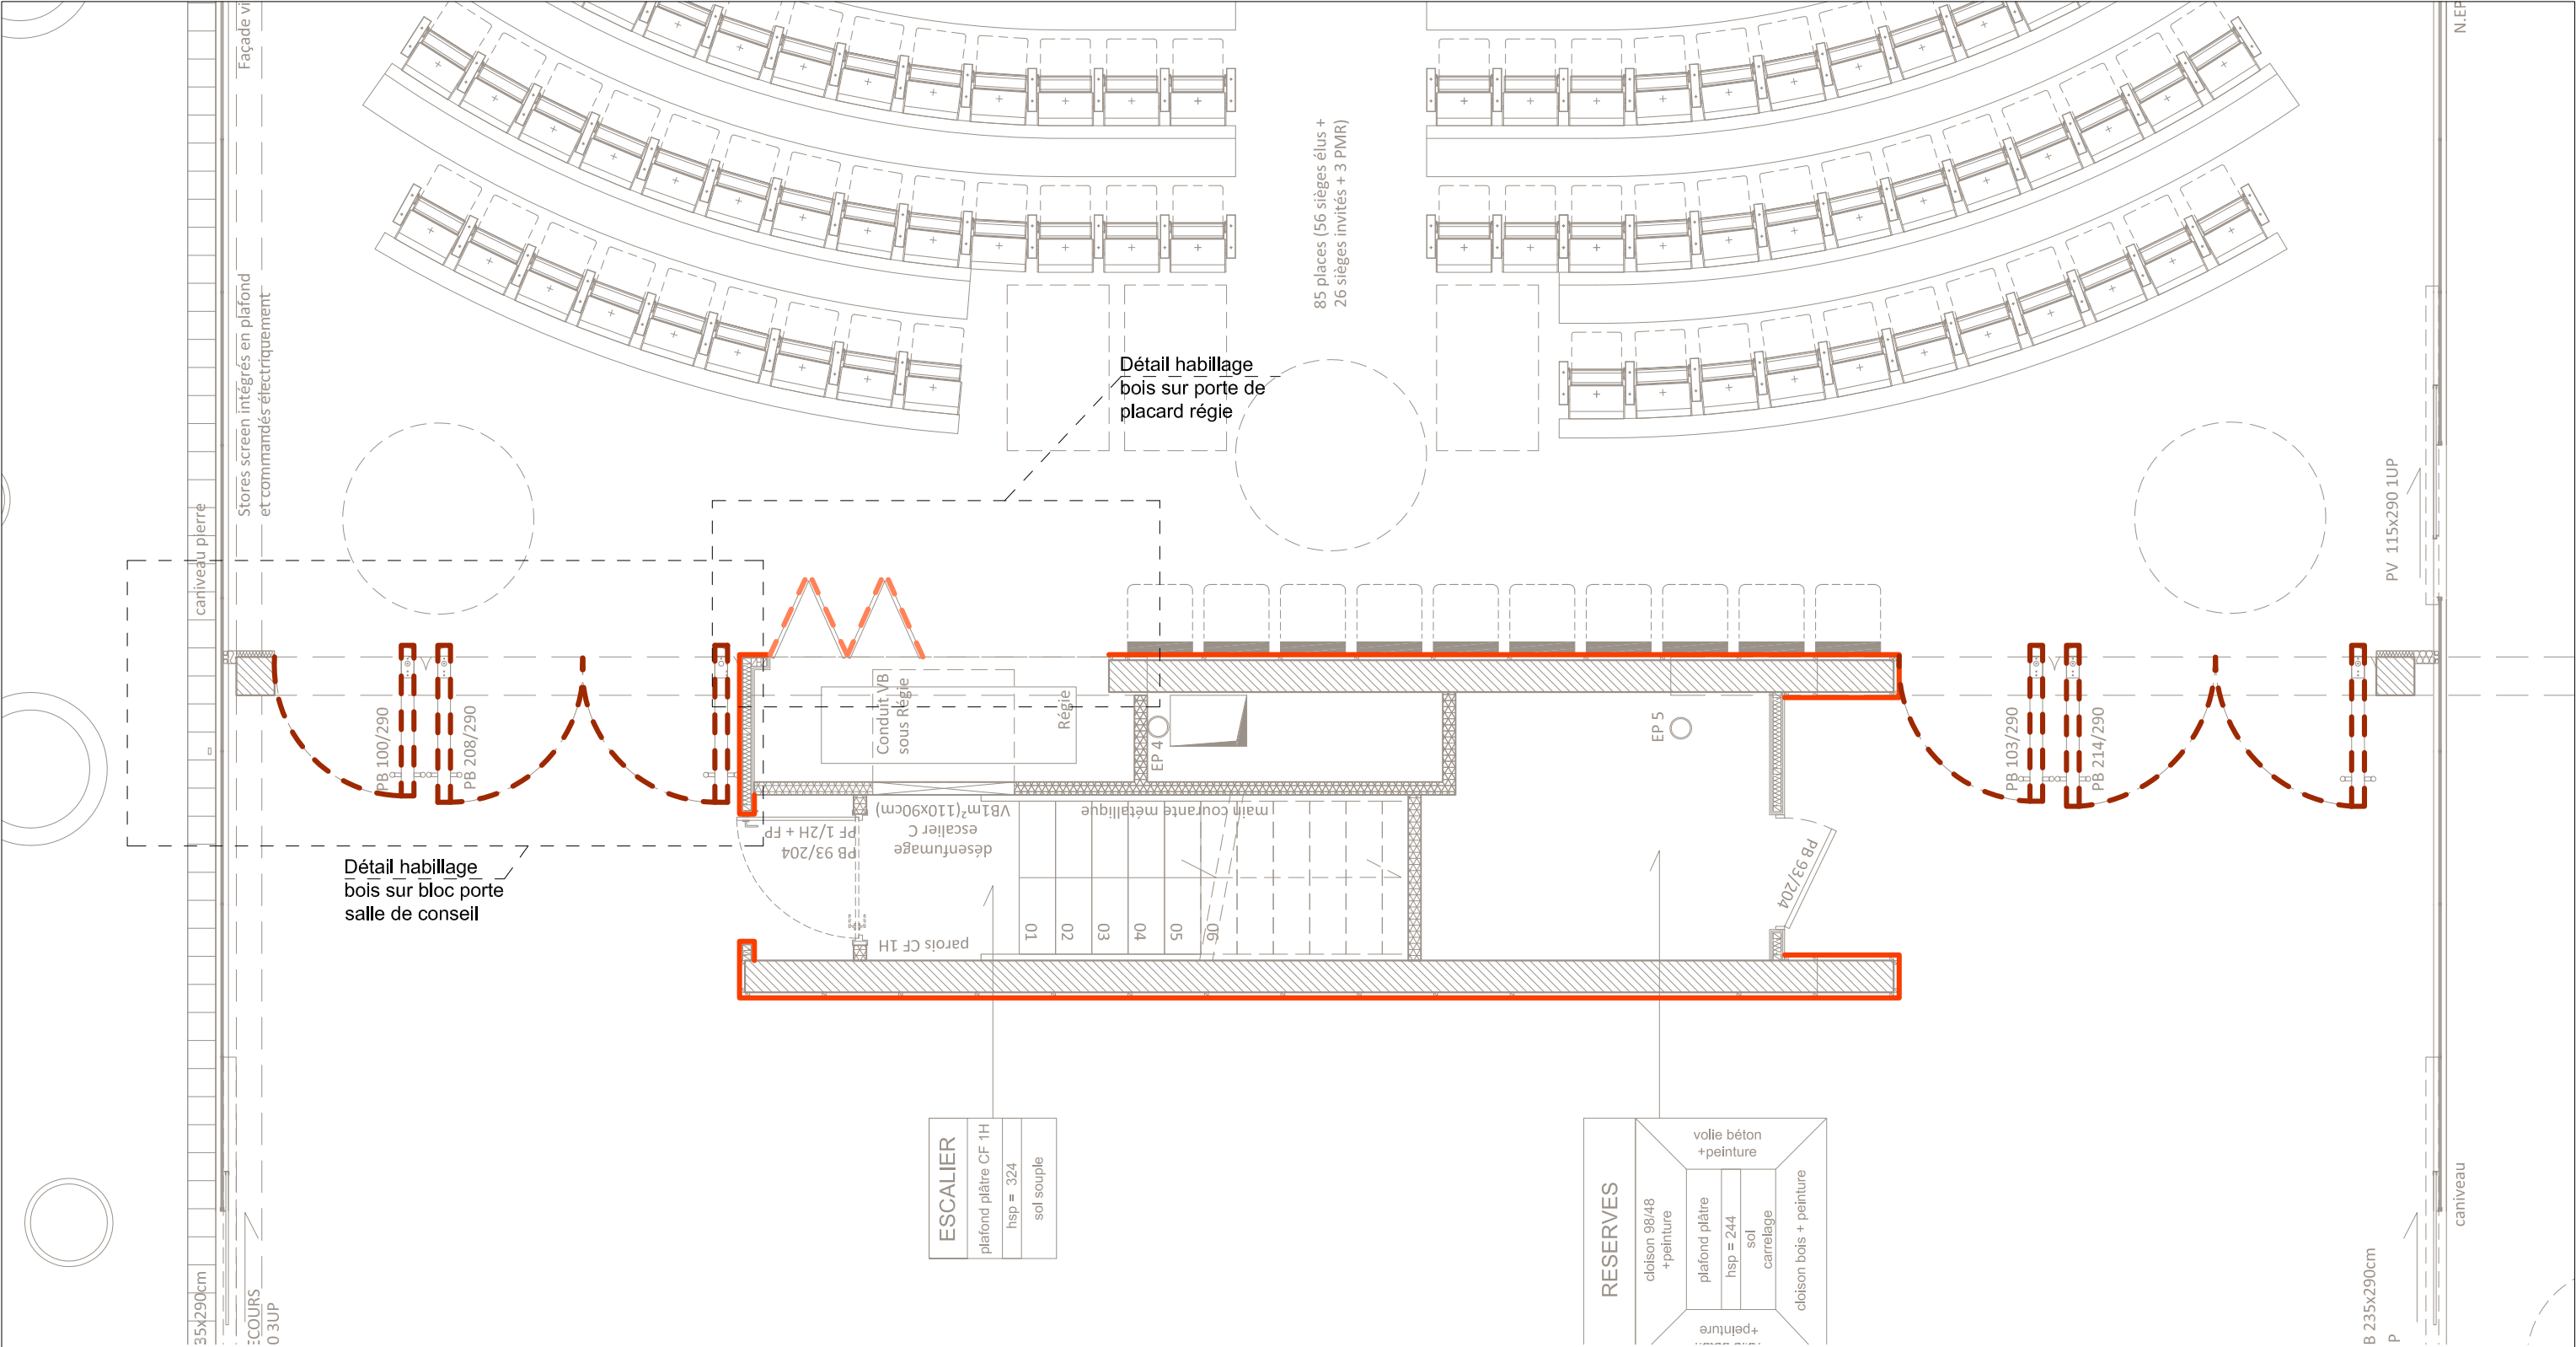 Façade vi
N.EP
85 places (56 sièges élus +
26 sièges invités + 3 PMR)
Stores screen intégrés en plafond
et commandés électriquement
Détail habillage
bois sur porte de
placard régie
caniveau pierre
PV 115x290 1UP
PB 100/290
PB 208/290
Conduit VB
sous Régie
Régie
EP 4
EP 5
PB 103/290
PB 214/290
PF 1/2H + FP
PB 93/204
VB1m²(110x90cm)
escalier C
désenfumage
main courante métallique
PB 93/204
Détail habillage
bois sur bloc porte
salle de conseil
parois CF 1H
01
02
03
04
05
06
ESCALIER
plafond plâtre CF 1H
hsp = 324
sol souple
RESERVES
volie béton
+peinture
cloison 98/48
+peinture
plafond plâtre
hsp = 244
sol
carrelage
cloison bois + peinture
+peinture
caniveau
35x290cm
ECOURS
0 3UP
B 235x290cm
P